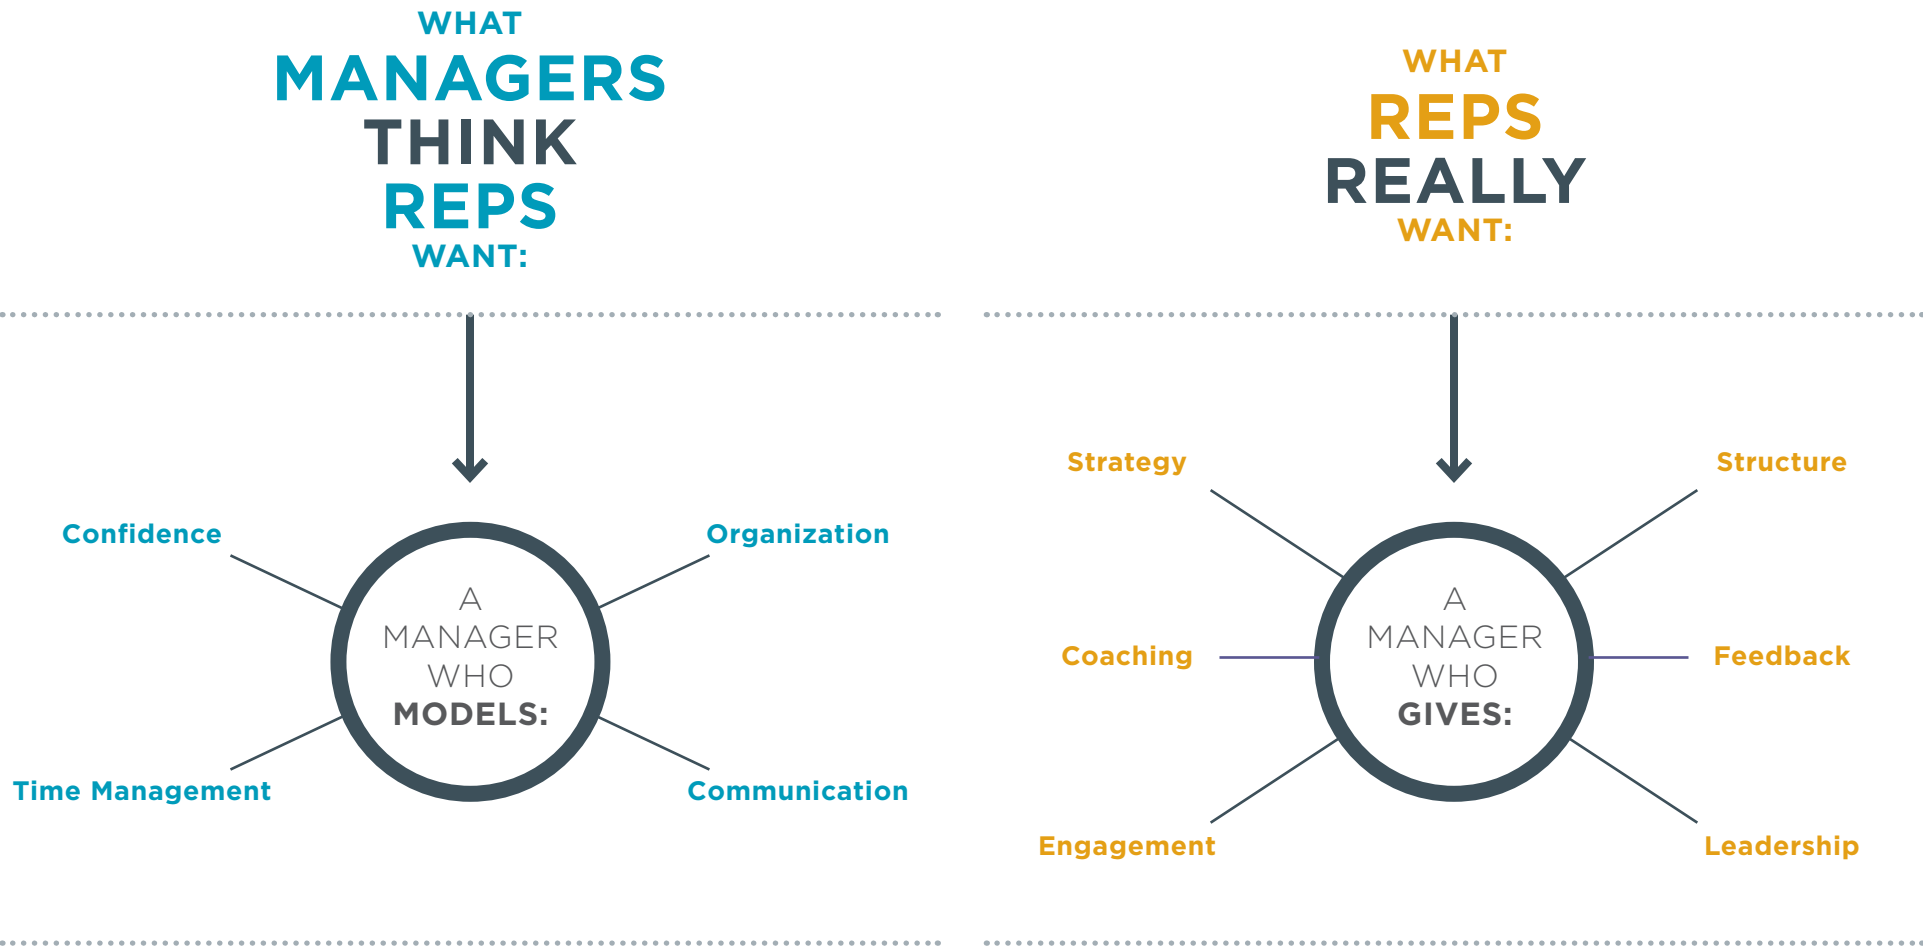 WHAT
MANAGERS
THINK
REPS
WANT:
Confidence
Organization
A
MANAGER
WHO
MODELS:
Time Management
Communication
WHAT
REPS
REALLY
WANT:
Strategy
Structure
A
MANAGER
WHO
GIVES:
Coaching
Feedback
Engagement
Leadership